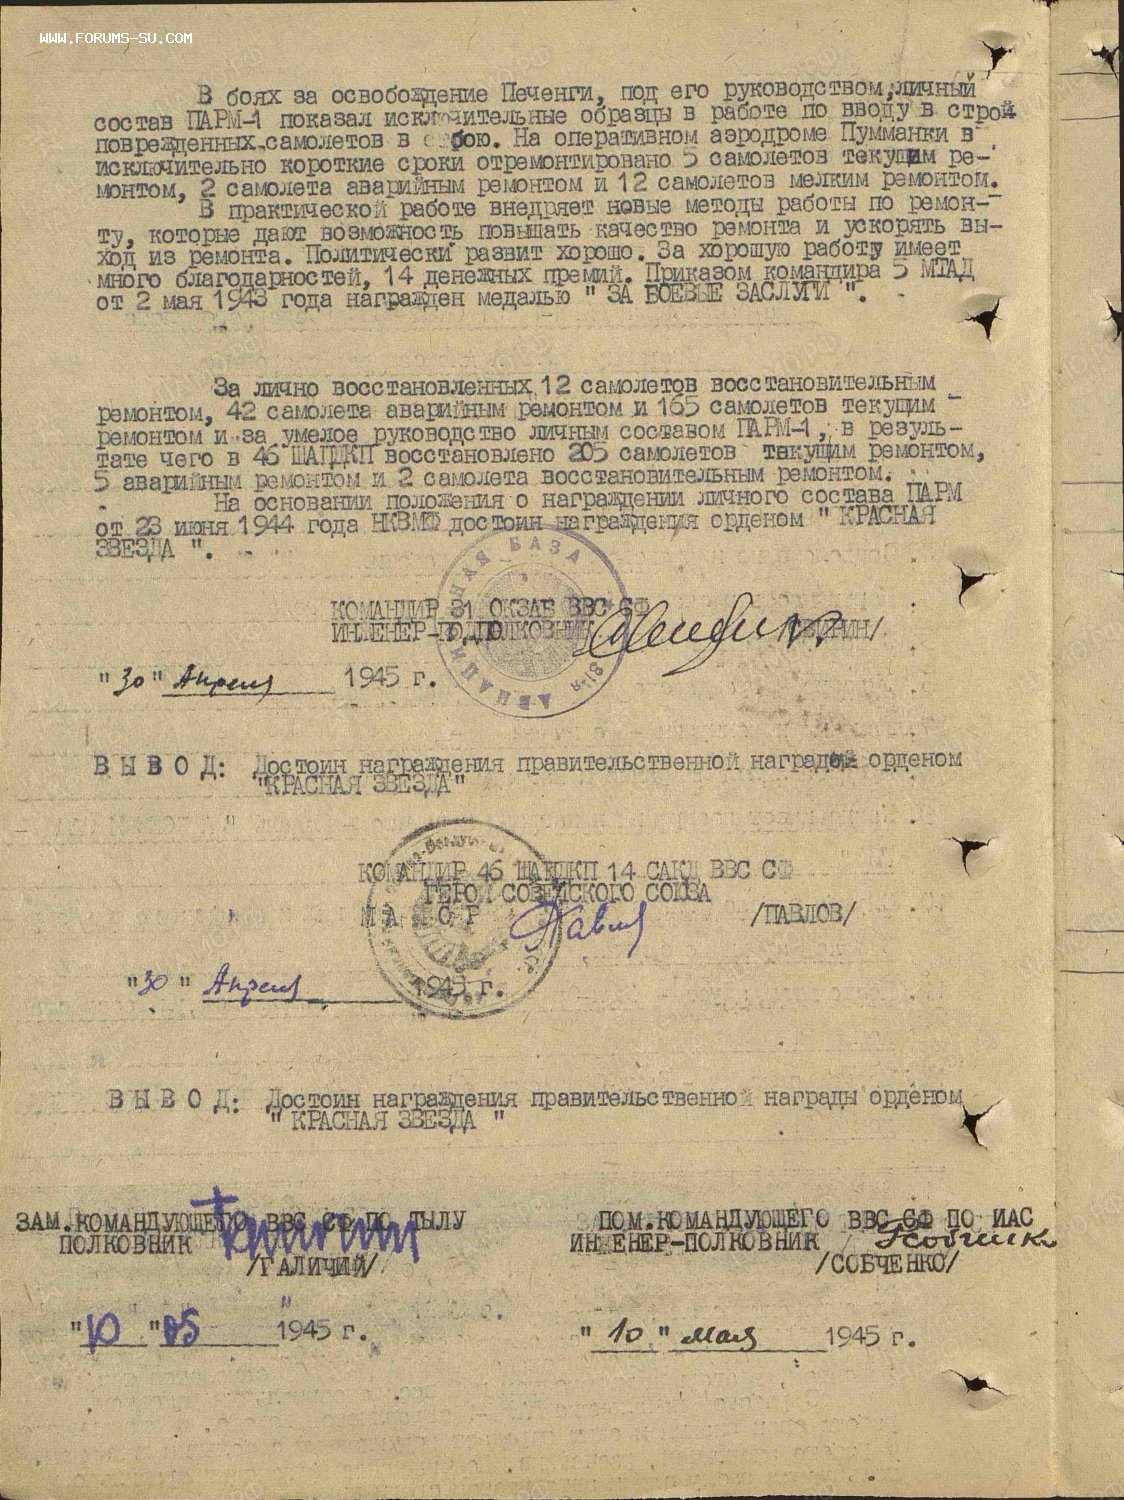 WWW.FORUMS-SU.COM
В боях за освобождение Печенги, под его руководством, личный
состав ПАРМ-1 показал исключительные образцы в работе по вводу в строй
поврежденных самолетов в бою. На оперативном аэродроме Пумманки в
исключительно короткие сроки отремонтировано 5 самолетов текущим ре-
монтом, 2 самолета аварийным ремонтом и 12 самолетов мелким ремонтом.
В практической работе внедряет новые методы работы по ремон-
ту, которые дают возможность повышать качество ремонта и ускорять вы-
ход из ремонта. Политически развит хорошо. За хорошую работу имеет
много благодарностей, 14 денежных премий. Приказом командира 5 МТАД
от 2 мая 1943 года награжден медалью " ЗА БОЕВЫЕ ЗАСЛУГИ ".
За лично восстановленных 12 самолетов восстановительным
ремонтом, 42 самолета аварийным ремонтом и 165 самолетов текущим
ремонтом и за умелое руководство личным составом ПАРМ-1, в резуль-
тате чего в 46 ШАПДКП восстановлено 205 самолетов текущим ремонтом,
5 аварийным ремонтом и 2 самолета восстановительным ремонтом.
На основании положения о награждении личного состава ПАРМ
от 23 июня 1944 года НКВМФ достоин награждения орденом " КРАСНАЯ
ЗВЕЗДА ".
КОМАНДИР 31 ОКЗАБ ВВС СФ
ИНЖЕНЕР-ПОДПОЛКОВНИК
31-я АВИАЦИОННАЯ БАЗА
"30" Апреля 1945 г.
ВЫВОД: Достоин награждения правительственной наградой орденом
"КРАСНАЯ ЗВЕЗДА"
КОМАНДИР 46 ШАПДКП 14 САКД ВВС СФ
ГЕРОЙ СОВЕТСКОГО СОЮЗА
МАЙОР Павлов /ПАВЛОВ/
"30" Апреля 1945 г.
ВЫВОД: Достоин награждения правительственной награды орденом
" КРАСНАЯ ЗВЕЗДА "
ЗАМ.КОМАНДУЮЩЕГО ВВС СФ ПО ТЫЛУ
ПОЛКОВНИК
/ГАЛИЧИЙ/
"10" 05 1945 г.
ПОМ.КОМАНДУЮЩЕГО ВВС СФ ПО ИАС
ИНЖЕНЕР-ПОЛКОВНИК
/СОБЧЕНКО/
"10" мая 1945 г.